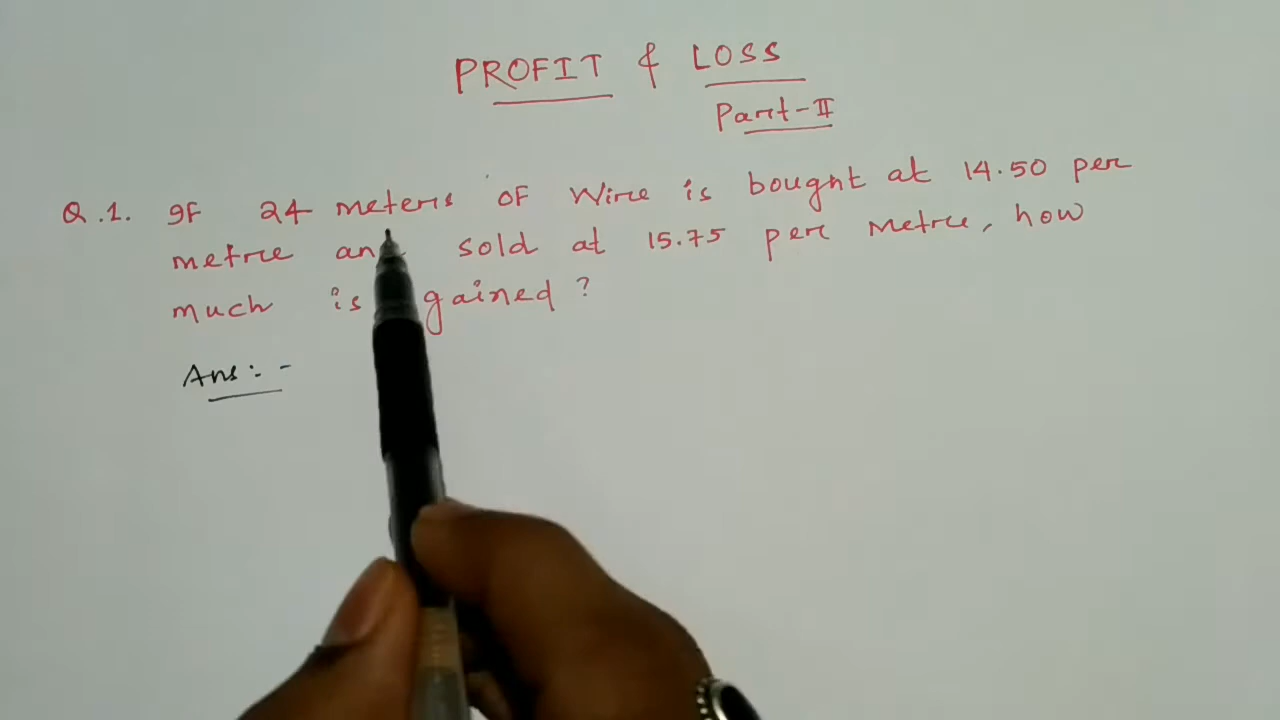 PROFIT & LOSS
Part-II
Q.1. If 24 meters of Wire is bought at 14.50 per
metre and sold at 15.75 per Metre, how
much is gained?
Ans:-